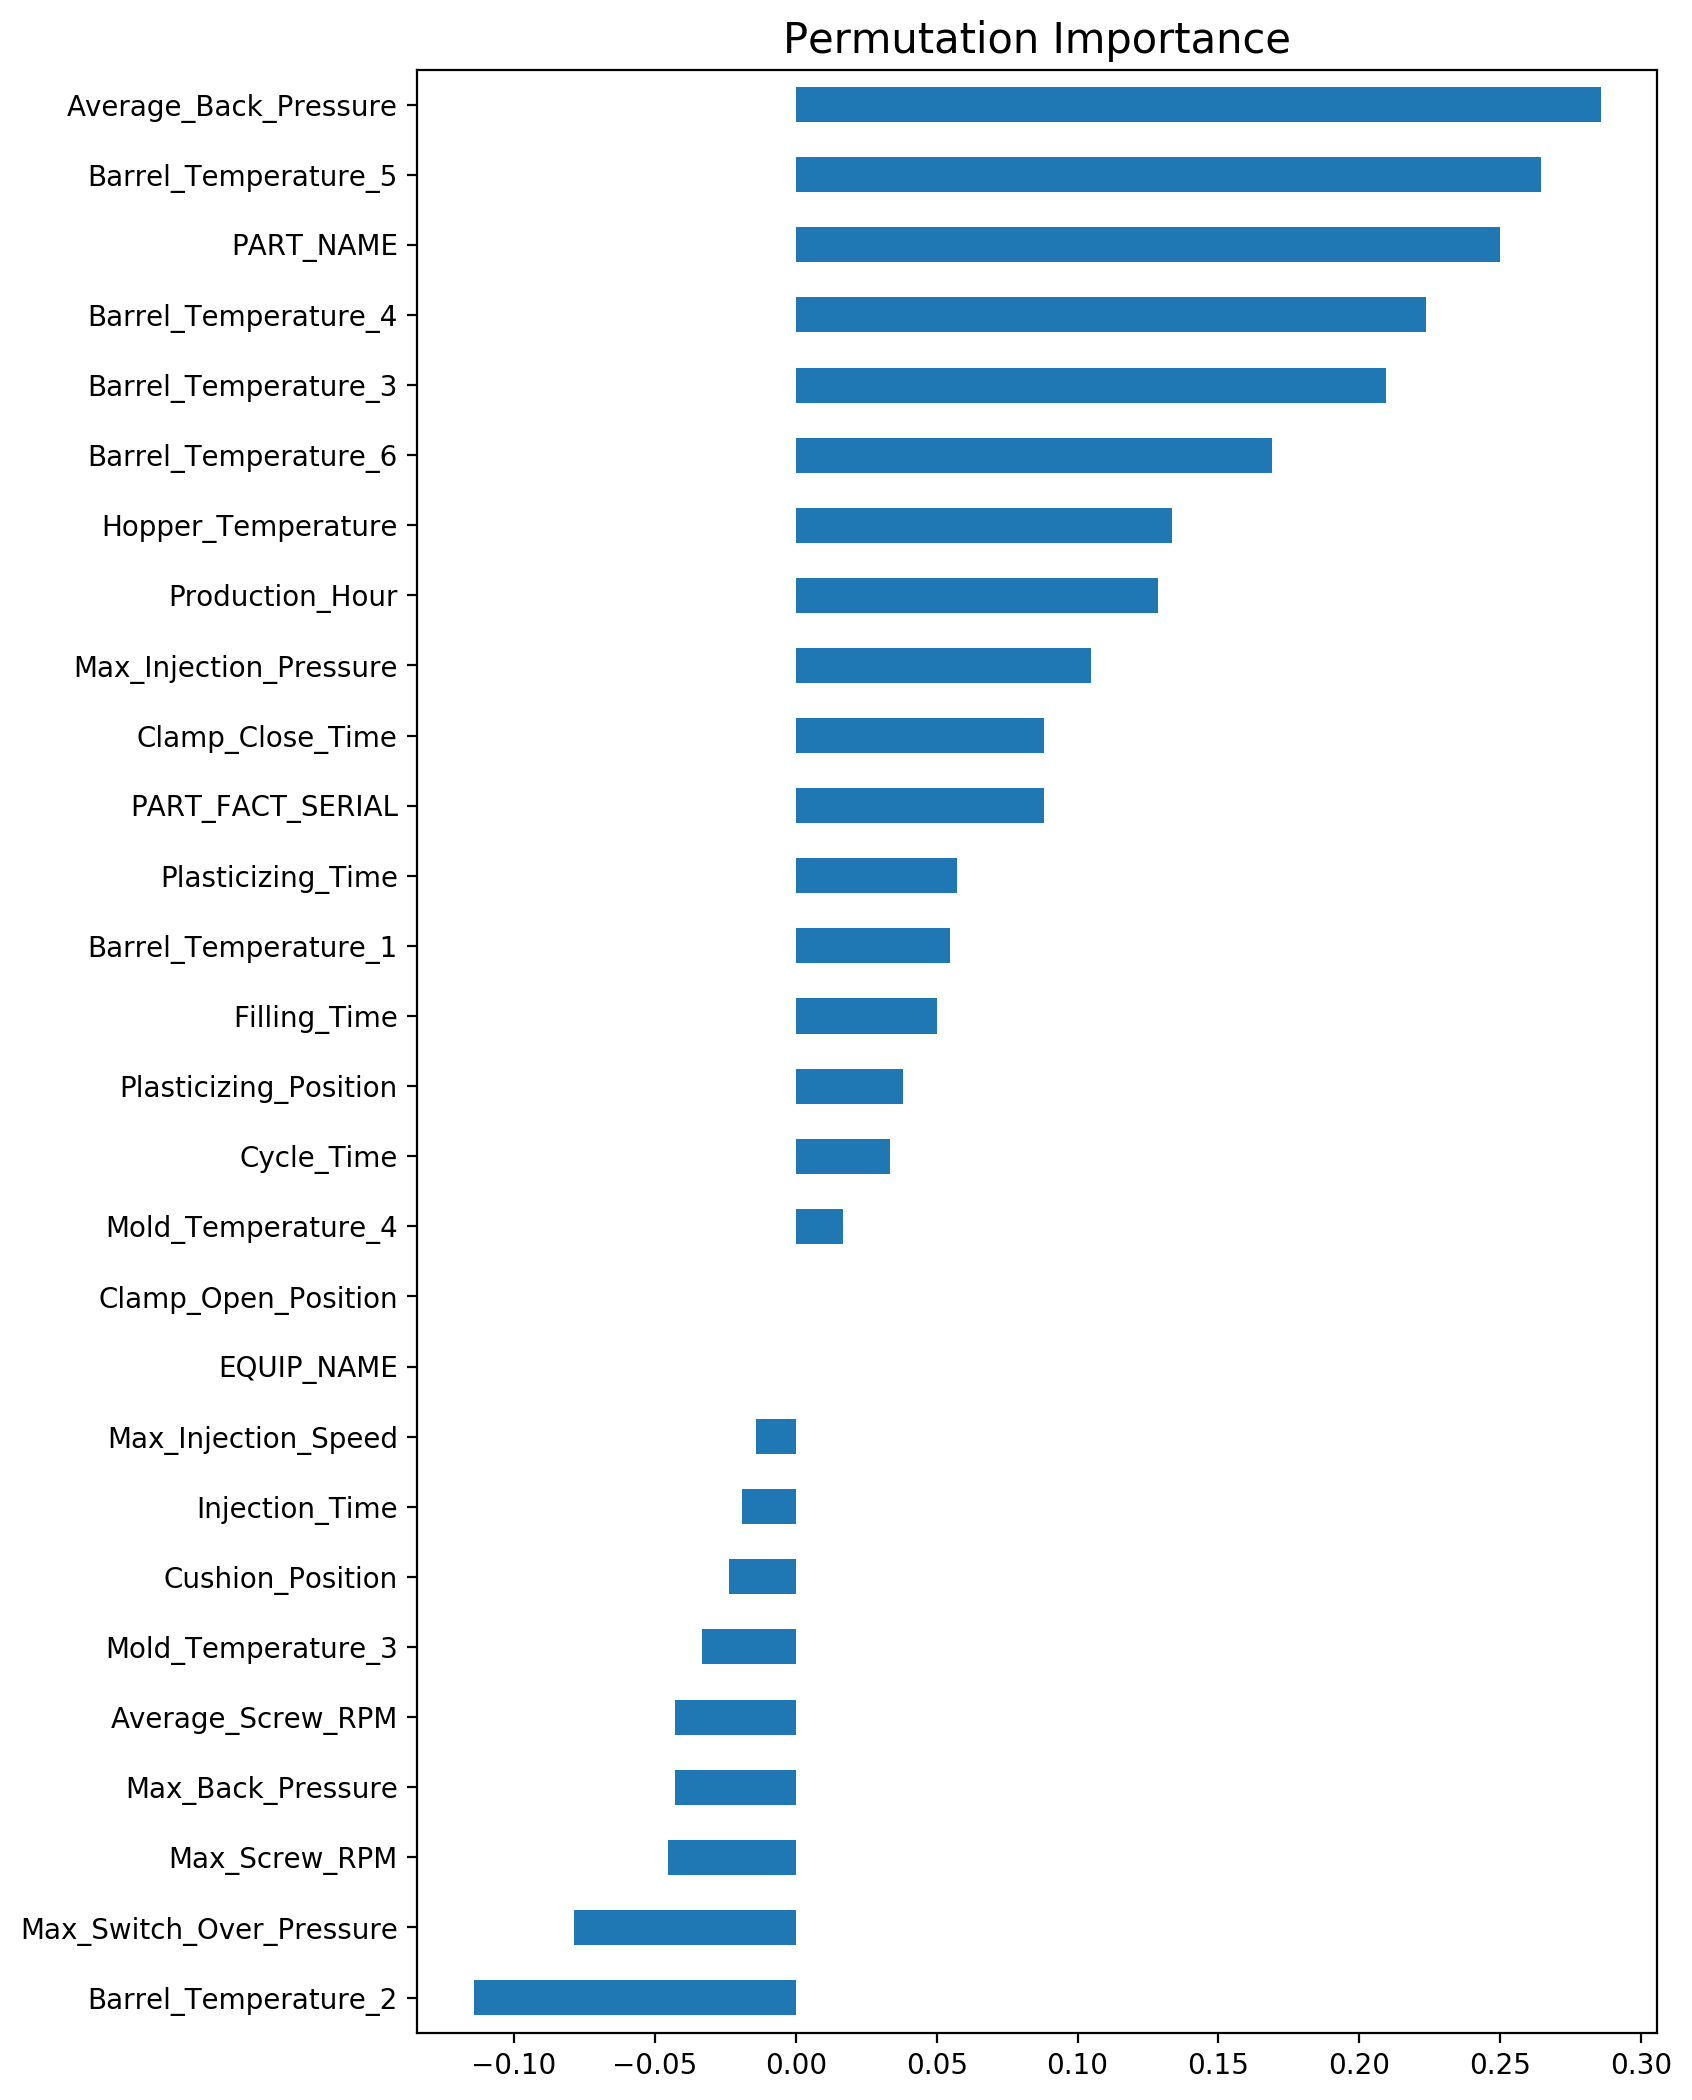 Permutation Importance
Average_Back_Pressure
Barrel_Temperature_5
PART_NAME
Barrel_Temperature_4
Barrel_Temperature_3
Barrel_Temperature_6
Hopper_Temperature
Production_Hour
Max_Injection_Pressure
Clamp_Close_Time
PART_FACT_SERIAL
Plasticizing_Time
Barrel_Temperature_1
Filling_Time
Plasticizing_Position
Cycle_Time
Mold_Temperature_4
Clamp_Open_Position
EQUIP_NAME
Max_Injection_Speed
Injection_Time
Cushion_Position
Mold_Temperature_3
Average_Screw_RPM
Max_Back_Pressure
Max_Screw_RPM
Max_Switch_Over_Pressure
Barrel_Temperature_2
−0.10 −0.05 0.00 0.05 0.10 0.15 0.20 0.25 0.30